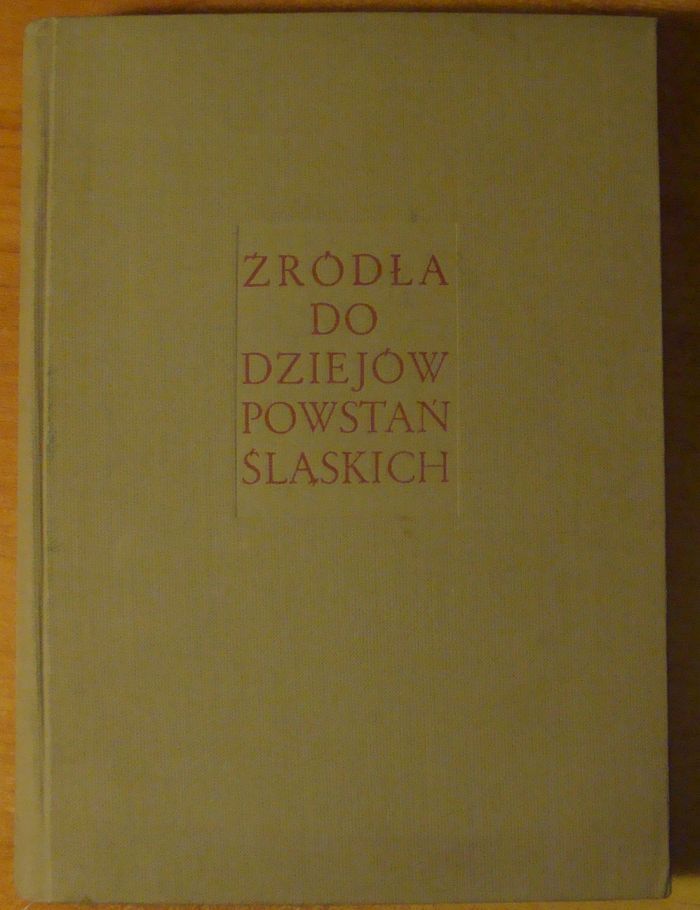 ŹRÓDŁA
DO
DZIEJÓW
POWSTAŃ
ŚLĄSKICH